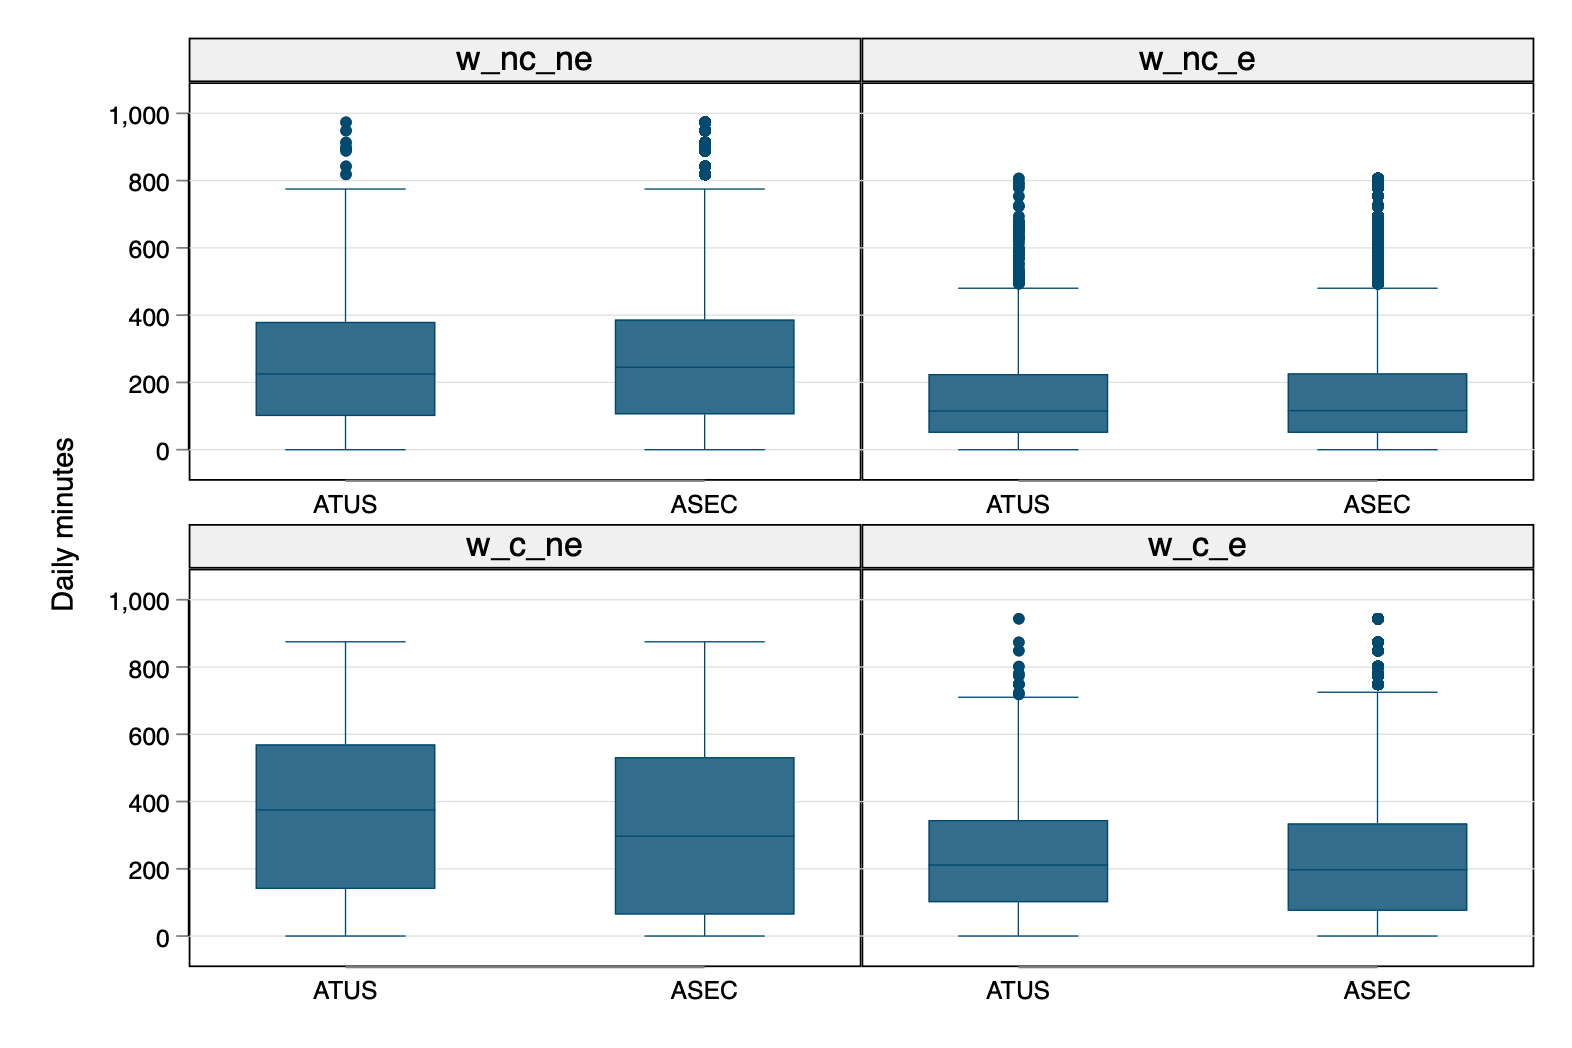 w_nc_ne
w_nc_e
1,000
800
600
400
200
0
ATUS
ASEC
ATUS
ASEC
Daily minutes
w_c_ne
w_c_e
1,000
800
600
400
200
0
ATUS
ASEC
ATUS
ASEC